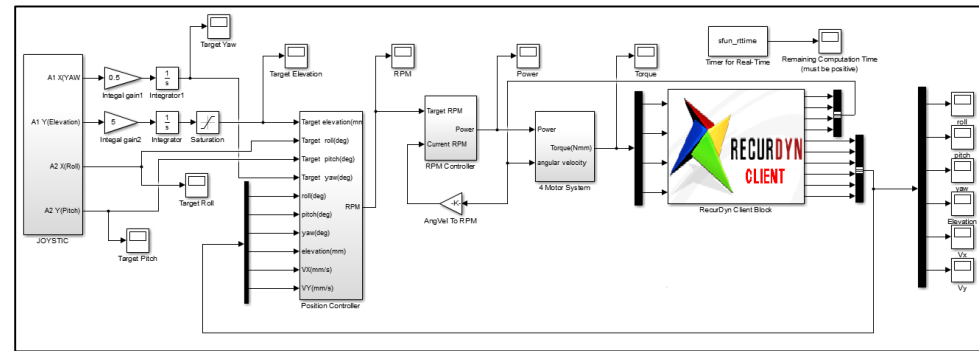 Target Yaw
A1 X(YAW
0.5
Integal gain1
1
s
Integrator1
A1 Y(Elevation)
5
Integal gain2
1
s
Integrator
Saturation
A2 X(Roll)
A2 Y(Pitch)
JOYSTIC
Target Roll
Target Pitch
Target Elevation
Target elevation(mn
Target roll(deg)
Target pitch(deg)
Target yaw(deg)
roll(deg)
pitch(deg)
yaw(deg)
elevation(mm)
VX(mm/s)
VY(mm/s)
RPM
Position Controller
RPM
Target RPM
Power
Current RPM
RPM Controller
-K-
AngVel To RPM
Power
Power
Torque(Nmm)
angular velocity
4 Motor System
Torque
sfun_rttime
Timer for Real-Time
Remaining Computation Time
(must be positive)
RECURDYN
CLIENT
RecurDyn Client Block
roll
pitch
yaw
Elevation
Vx
Vy